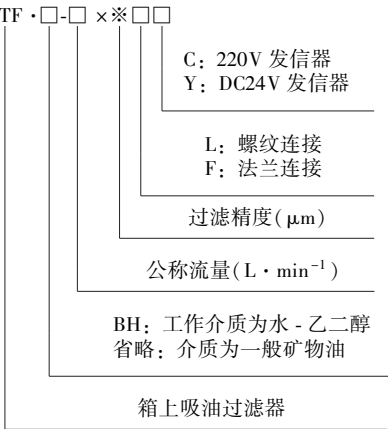 TF·□-□×※□□
C：220V 发信器
Y：DC24V 发信器
L：螺纹连接
F：法兰连接
过滤精度(μm)
公称流量(L·min⁻¹)
BH：工作介质为水-乙二醇
省略：介质为一般矿物油
箱上吸油过滤器